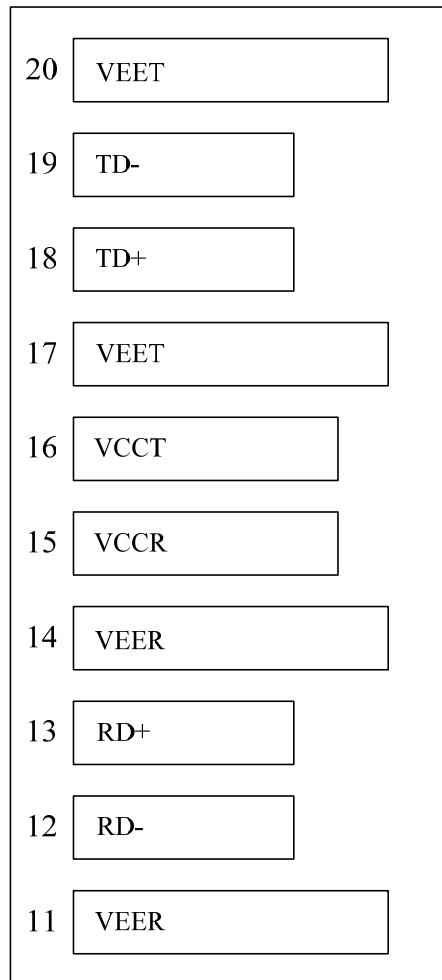 20 VEET
19 TD-
18 TD+
17 VEET
16 VCCT
15 VCCR
14 VEER
13 RD+
12 RD-
11 VEER